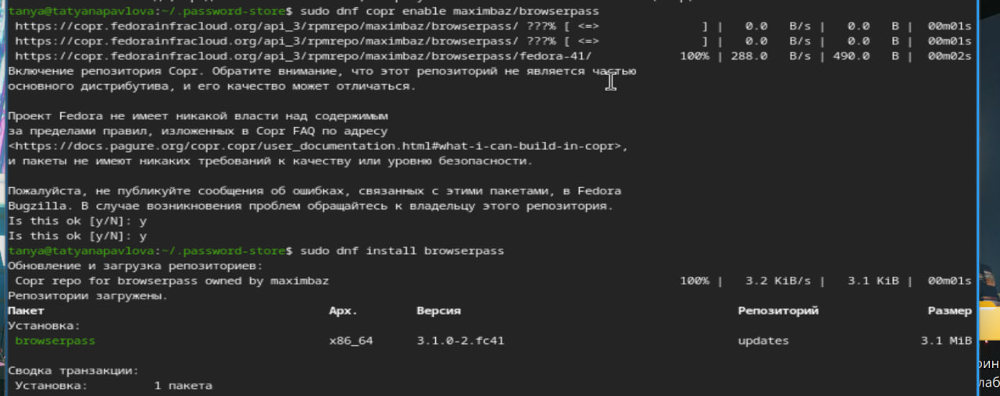 tanya@tatyanapavlova:~/.password-store$ sudo dnf copr enable maximbaz/browserpass
https://copr.fedorainfracloud.org/api_3/rpmrepo/maximbaz/browserpass/ ???% [ <=> ] | 0.0 B/s | 0.0 B | 00m01s
https://copr.fedorainfracloud.org/api_3/rpmrepo/maximbaz/browserpass/ ???% [ <=> ] | 0.0 B/s | 0.0 B | 00m01s
https://copr.fedorainfracloud.org/api_3/rpmrepo/maximbaz/browserpass/fedora-41/ 100% | 288.0 B/s | 490.0 B | 00m02s
Включение репозитория Copr. Обратите внимание, что этот репозиторий не является частью
основного дистрибутива, и его качество может отличаться.
Проект Fedora не имеет никакой власти над содержимым
за пределами правил, изложенных в Copr FAQ по адресу
<https://docs.pagure.org/copr.copr/user_documentation.html#what-i-can-build-in-copr>,
и пакеты не имеют никаких требований к качеству или уровню безопасности.
Пожалуйста, не публикуйте сообщения об ошибках, связанных с этими пакетами, в Fedora
Bugzilla. В случае возникновения проблем обращайтесь к владельцу этого репозитория.
Is this ok [y/N]: y
Is this ok [y/N]: y
tanya@tatyanapavlova:~/.password-store$ sudo dnf install browserpass
Обновление и загрузка репозиториев:
Copr repo for browserpass owned by maximbaz 100% | 3.2 KiB/s | 3.1 KiB | 00m01s
Репозитории загружены.
Пакет Арх. Версия Репозиторий Размер
Установка:
browserpass x86_64 3.1.0-2.fc41 updates 3.1 MiB
Сводка транзакции:
Установка: 1 пакета